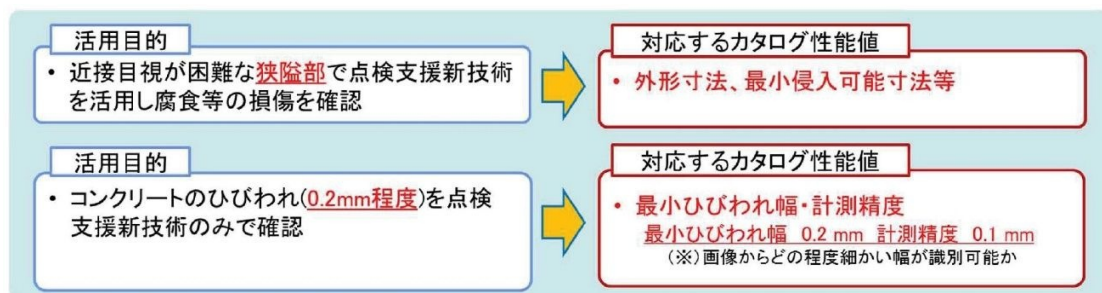 活用目的
• 近接目視が困難な狭隘部で点検支援新技術
を活用し腐食等の損傷を確認
対応するカタログ性能値
• 外形寸法、最小侵入可能寸法等
活用目的
• コンクリートのひびわれ(0.2mm程度)を点検
支援新技術のみで確認
対応するカタログ性能値
• 最小ひびわれ幅・計測精度
最小ひびわれ幅 0.2 mm 計測精度 0.1 mm
(※)画像からどの程度細かい幅が識別可能か